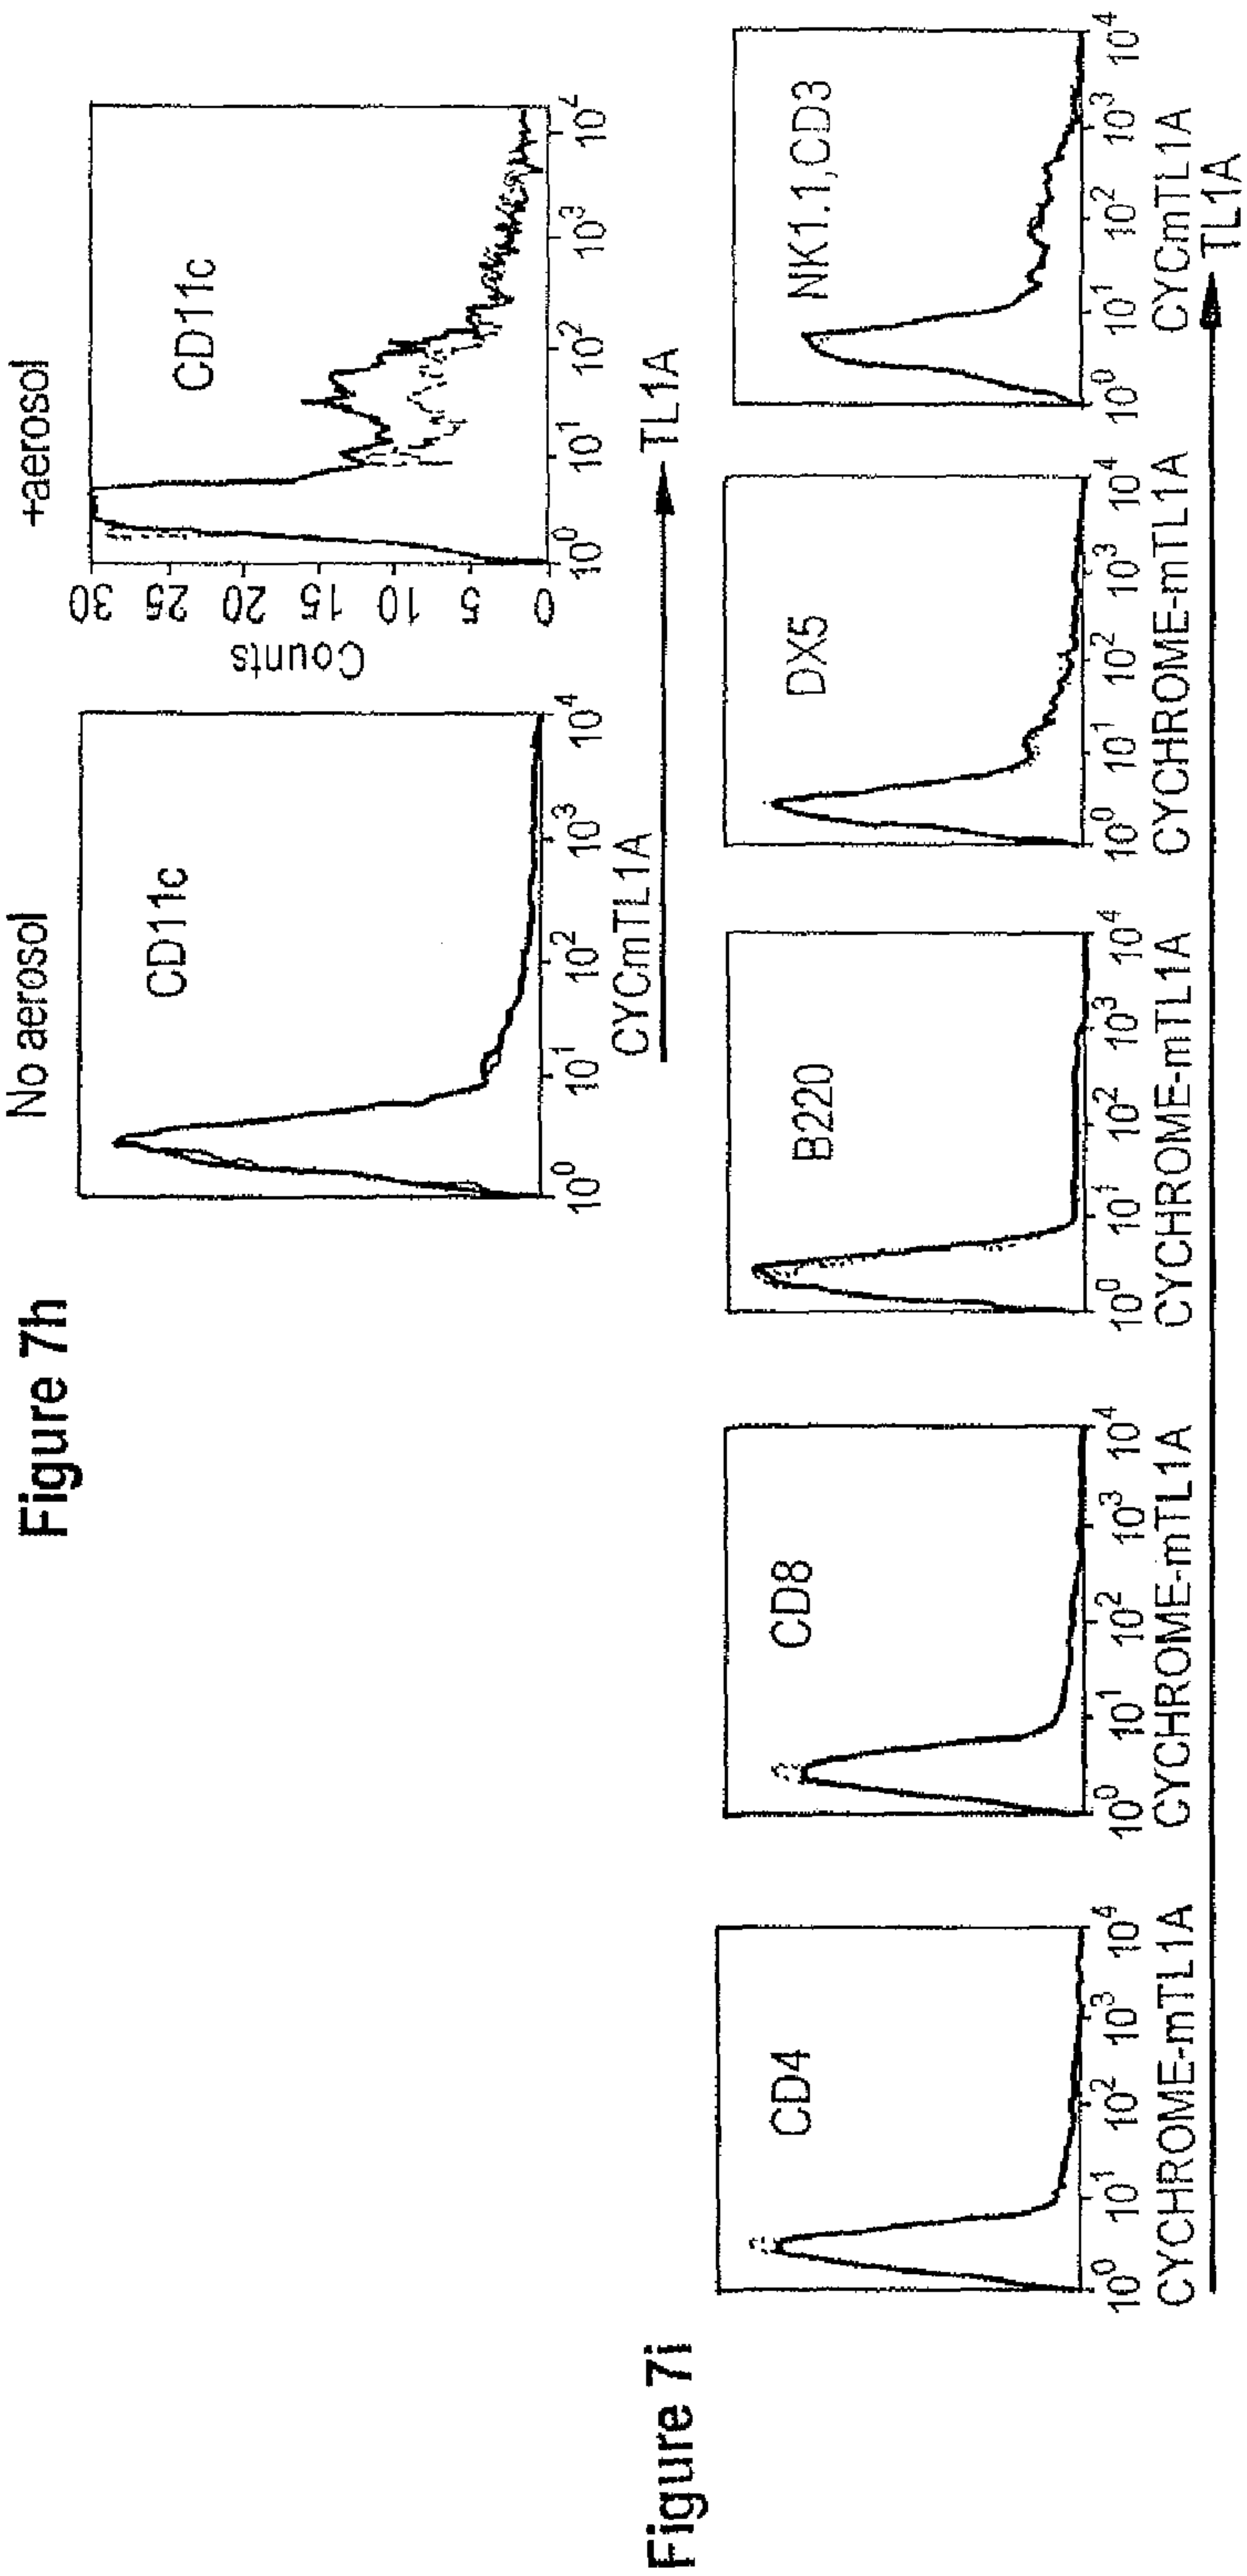 Figure 7h
No aerosol
CD11c
10^0 10^1 10^2 10^3 10^4
CYCmTL1A
+aerosol
CD11c
Counts
30
25
20
15
10
5
0
10^0 10^1 10^2 10^3
TL1A
Figure 7i
CD4
10^0 10^1 10^2 10^3 10^4
CYCHROME-mTL1A
CD8
10^0 10^1 10^2 10^3 10^4
CYCHROME-mTL1A
B220
10^0 10^1 10^2 10^3 10^4
CYCHROME-mTL1A
DX5
10^0 10^1 10^2 10^3 10^4
CYCHROME-mTL1A
NK1.1,CD3
10^0 10^1 10^2 10^3 10^4
CYCmTL1A
TL1A